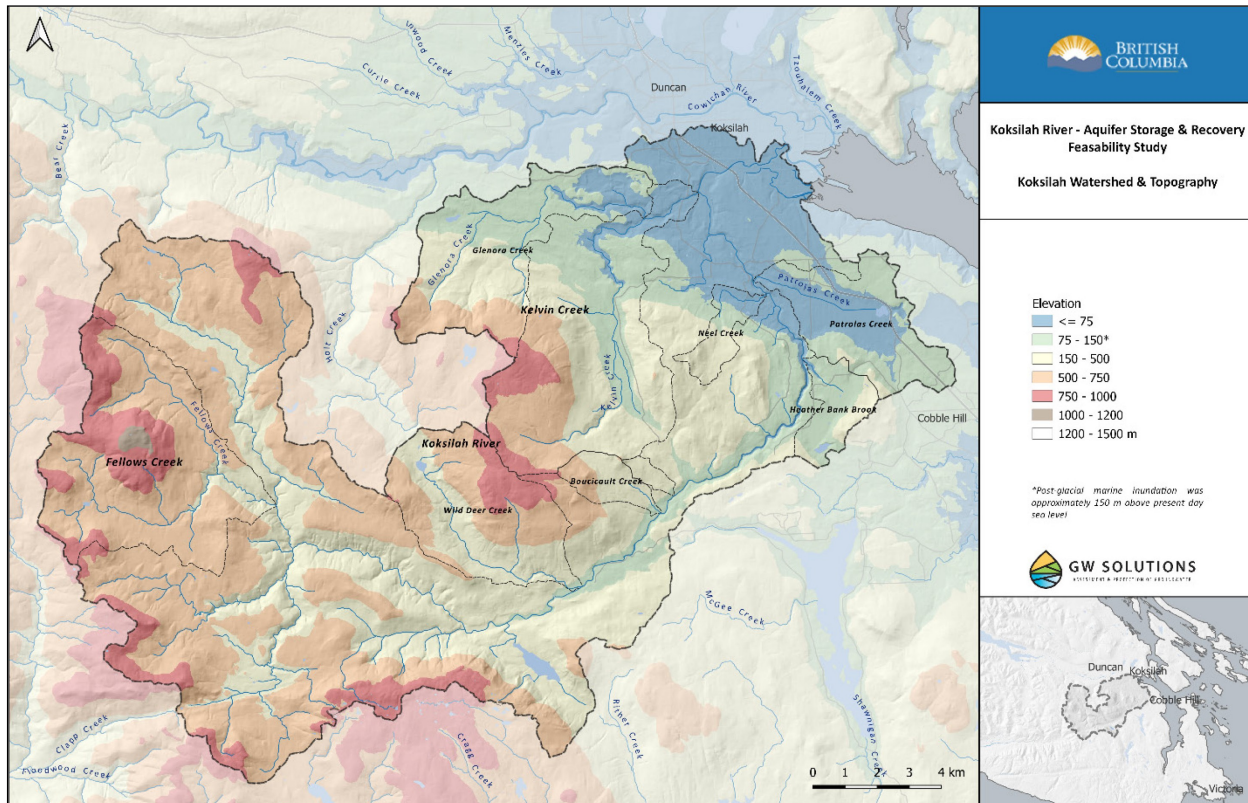 Inwood Creek
Menzies Creek
Currie Creek
Bear Creek
Duncan
Cowichan River
Tzouhalem Creek
Koksilah
Glenora Creek
Glenora Creek
Holt Creek
Kelvin Creek
Kelvin Creek
Neel Creek
Patrolas Creek
Patrolas Creek
Heather Bank Brook
Cobble Hill
Fellows Creek
Fellows Creek
Koksilah River
Boucicault Creek
Wild Deer Creek
McGee Creek
Rither Creek
Shawnigan Creek
Clapp Creek
Floodwood Creek
Cragg Creek
0 1 2 3 4 km
BRITISH
COLUMBIA
Koksilah River - Aquifer Storage & Recovery
Feasability Study
Koksilah Watershed & Topography
Elevation
<= 75
75 - 150*
150 - 500
500 - 750
750 - 1000
1000 - 1200
1200 - 1500 m
*Post-glacial marine inundation was
approximately 150 m above present day
sea level
GW SOLUTIONS
Duncan
Koksilah
Cobble Hill
Victoria